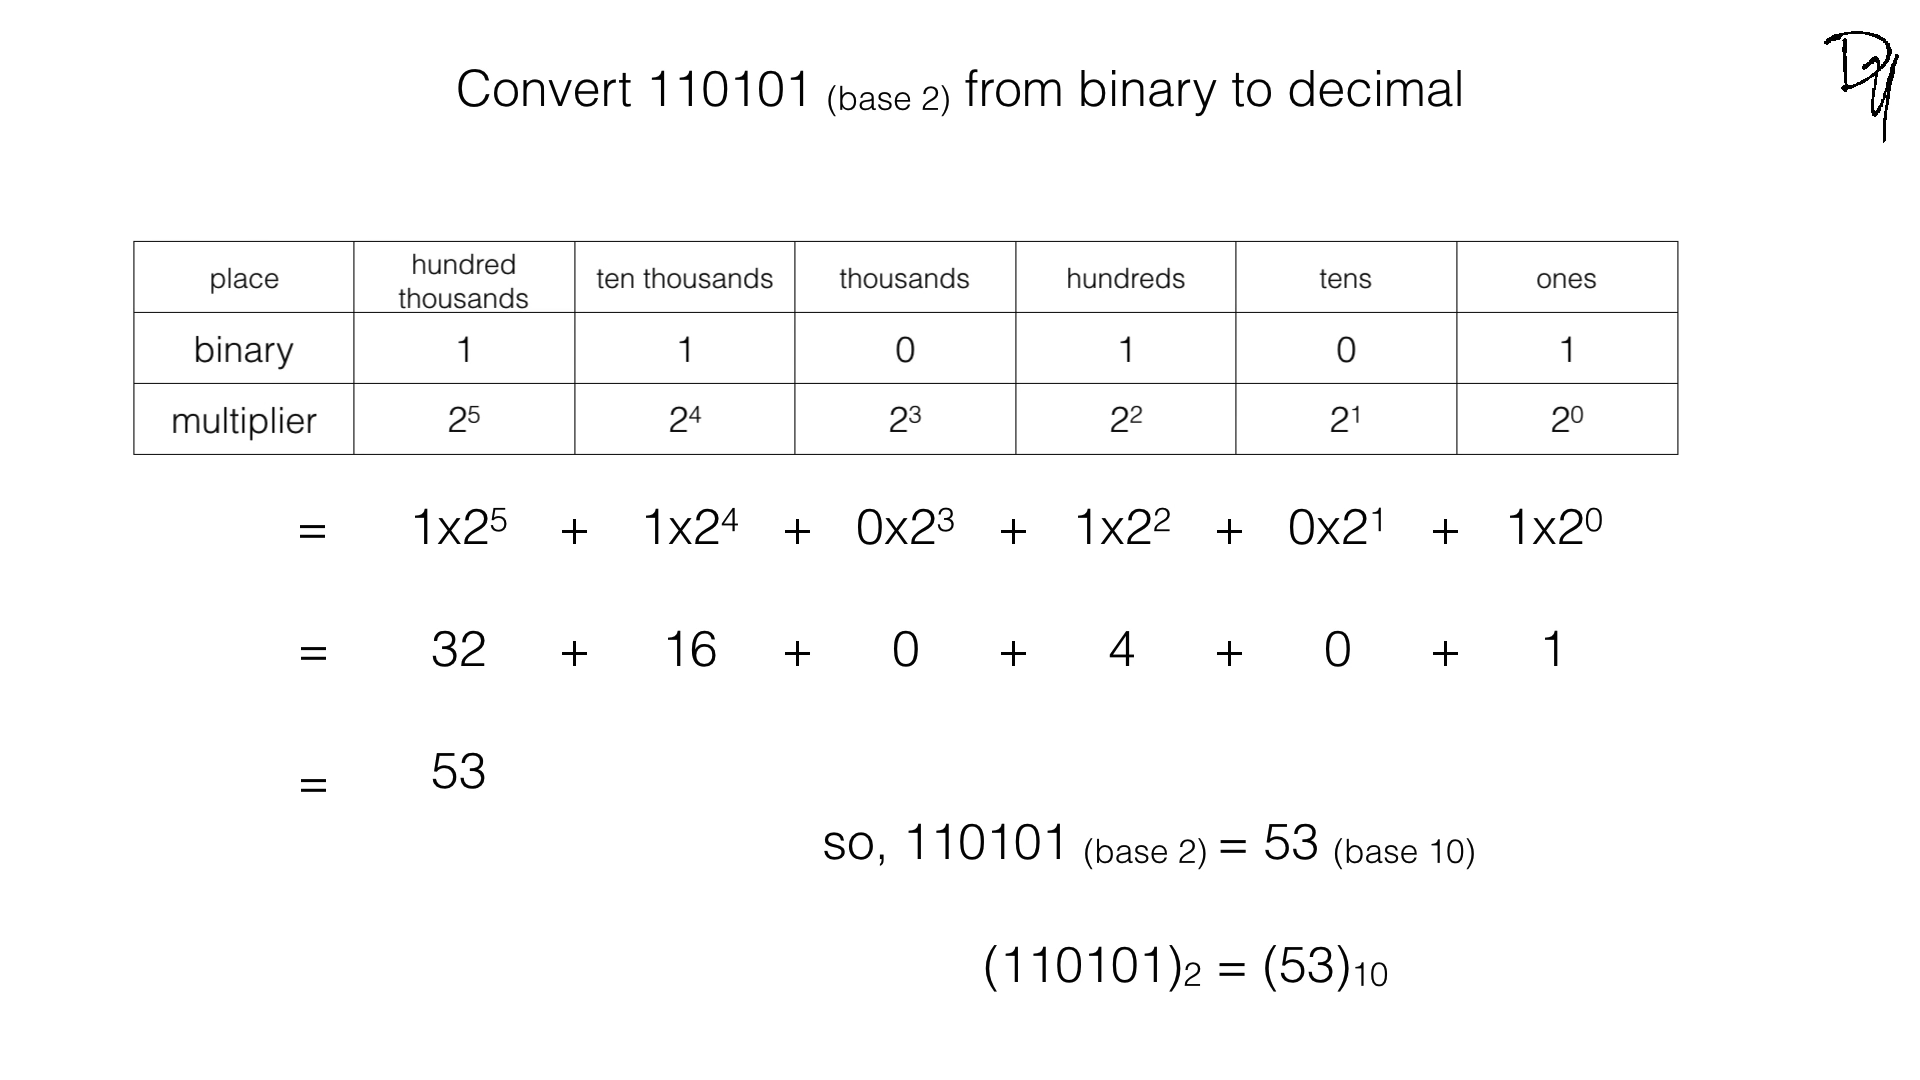 Convert 110101 (base 2) from binary to decimal
DY
place hundred thousands ten thousands thousands hundreds tens ones
binary 1 1 0 1 0 1
multiplier 2⁵ 2⁴ 2³ 2² 2¹ 2⁰
= 1x2⁵ + 1x2⁴ + 0x2³ + 1x2² + 0x2¹ + 1x2⁰
= 32 + 16 + 0 + 4 + 0 + 1
= 53
so, 110101 (base 2) = 53 (base 10)
(110101)₂ = (53)₁₀